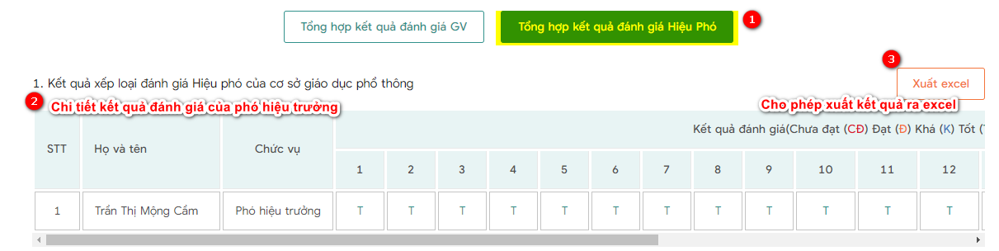 Tổng hợp kết quả đánh giá GV
Tổng hợp kết quả đánh giá Hiệu Phó
1
3
1. Kết quả xếp loại đánh giá Hiệu phó của cơ sở giáo dục phổ thông
Xuất excel
2
Chi tiết kết quả đánh giá của phó hiệu trưởng
Cho phép xuất kết quả ra excel
STT
Họ và tên
Chức vụ
Kết quả đánh giá(Chưa đạt (CĐ) Đạt (Đ) Khá (K) Tốt (T
1 2 3 4 5 6 7 8 9 10 11 12
1 Trần Thị Mộng Cầm Phó hiệu trưởng T T T T T T T T T T T T